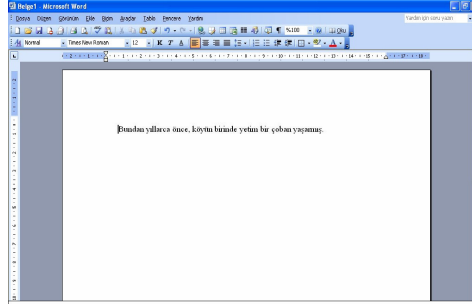 Belge1 - Microsoft Word
Dosya Düzen Görünüm Ekle Biçim Araçlar Tablo Pencere Yardım Yardım için soru yazın
%100 Oku
Normal Times New Roman 12 K T A
Bundan yıllarca önce, köyün birinde yetim bir çoban yaşamış.